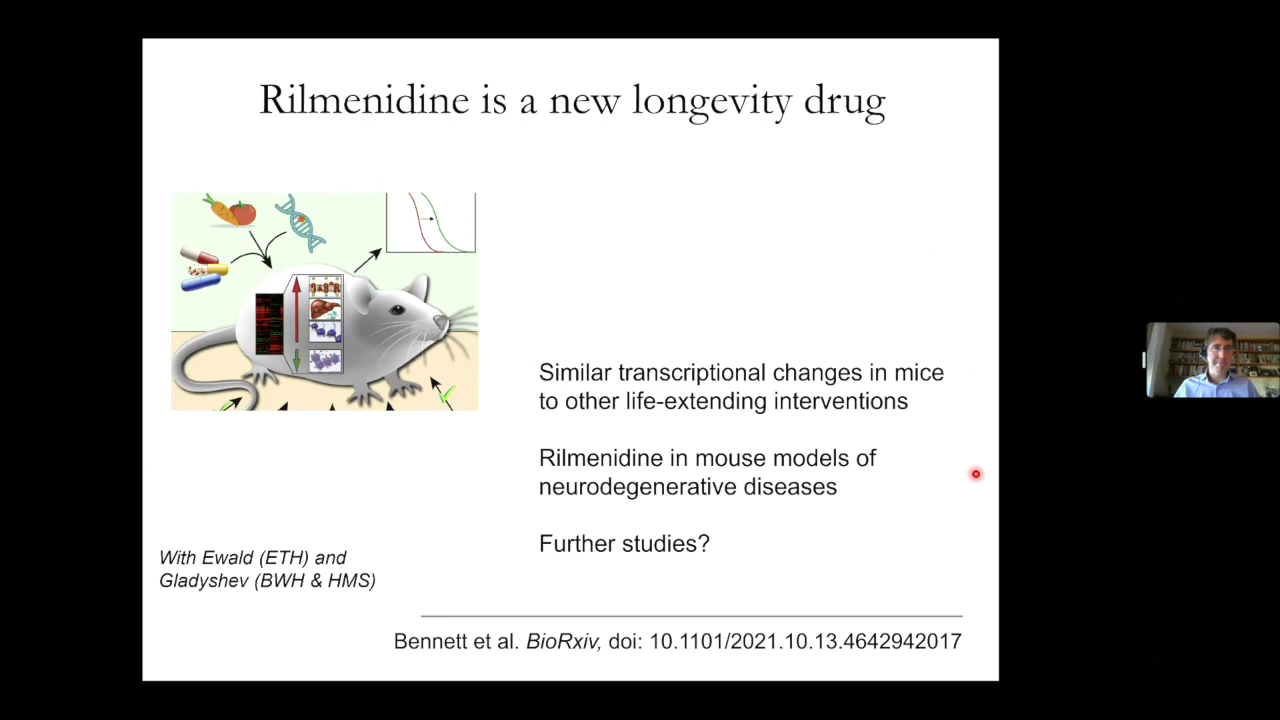 Rilmenidine is a new longevity drug
Similar transcriptional changes in mice
to other life-extending interventions
Rilmenidine in mouse models of
neurodegenerative diseases
Further studies?
With Ewald (ETH) and
Gladyshev (BWH & HMS)
Bennett et al. BioRxiv, doi: 10.1101/2021.10.13.4642942017